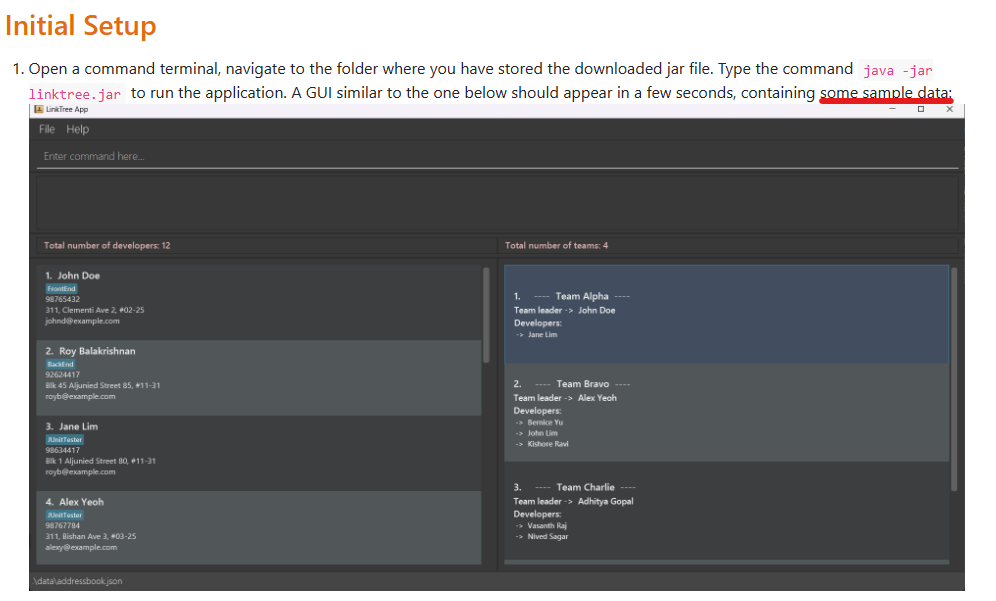 Initial Setup
1. Open a command terminal, navigate to the folder where you have stored the downloaded jar file. Type the command java -jar
linktree.jar to run the application. A GUI similar to the one below should appear in a few seconds, containing some sample data:
LinkTree App
File Help
Enter command here...
Total number of developers: 12
1. John Doe
FrontEnd
98765432
311, Clementi Ave 2, #02-25
johnd@example.com
2. Roy Balakrishnan
BackEnd
92624417
Blk 45 Aljunied Street 85, #11-31
royb@example.com
3. Jane Lim
JUnitTester
98634417
Blk 1 Aljunied Street 80, #11-31
royb@example.com
4. Alex Yeoh
JUnitTester
98767784
311, Bishan Ave 3, #03-25
alexy@example.com
Total number of teams: 4
1. ---- Team Alpha ----
Team leader -> John Doe
Developers:
-> Jane Lim
2. ---- Team Bravo ----
Team leader -> Alex Yeoh
Developers:
-> Bernice Yu
-> John Lim
-> Kishore Ravi
3. ---- Team Charlie ----
Team leader -> Adhitya Gopal
Developers:
-> Vasanth Raj
-> Nived Sagar
.\data\addressbook.json